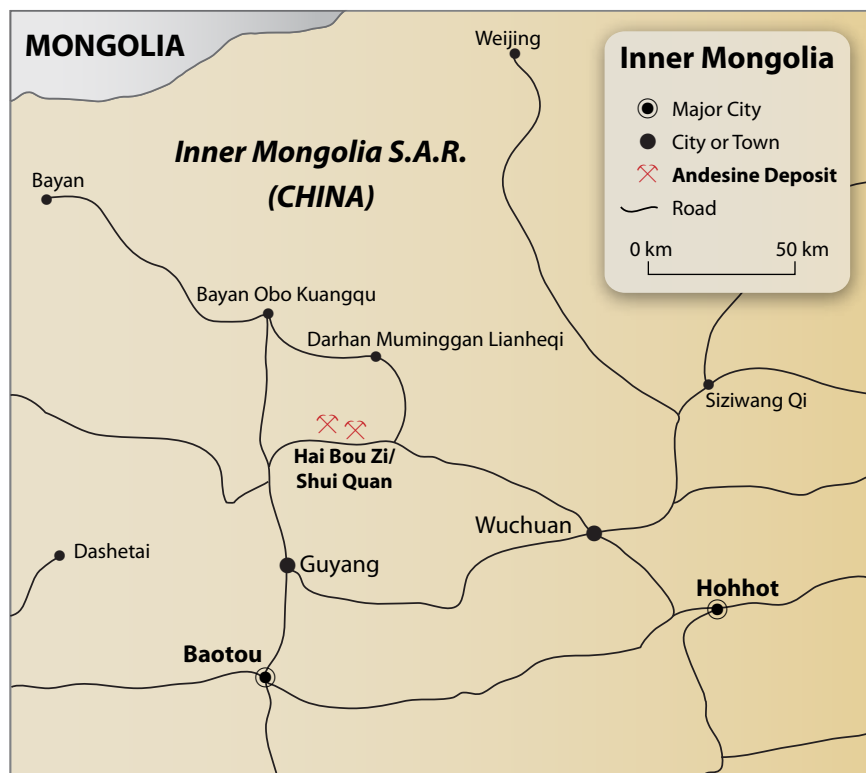 MONGOLIA
Weijing
Inner Mongolia
Major City
City or Town
Andesine Deposit
Road
0 km 50 km
Inner Mongolia S.A.R.
(CHINA)
Bayan
Bayan Obo Kuangqu
Darhan Muminggan Lianheqi
Siziwang Qi
Hai Bou Zi/
Shui Quan
Wuchuan
Dashetai
Guyang
Hohhot
Baotou